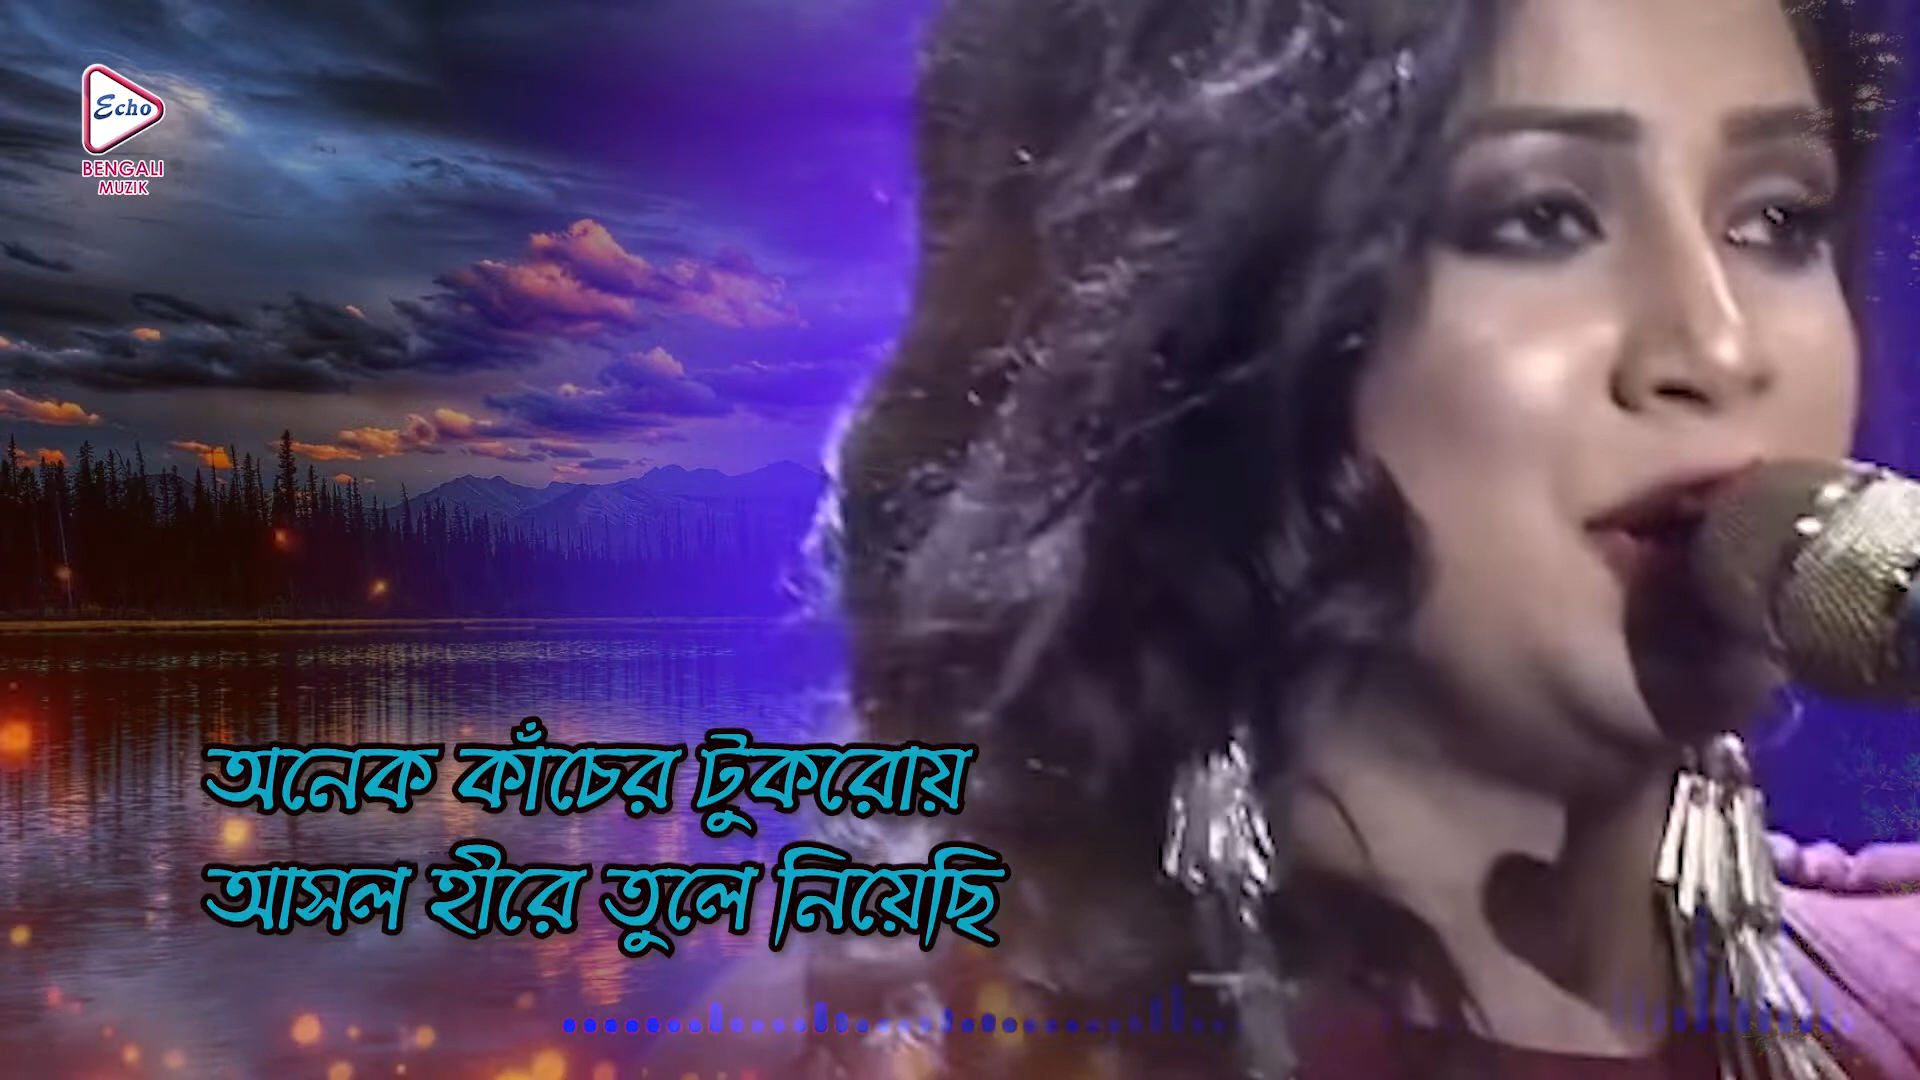 Echo
BENGALI
MUZIK
অনেক কাঁচের টুকরোয়
আসল হীরে তুলে নিয়েছি